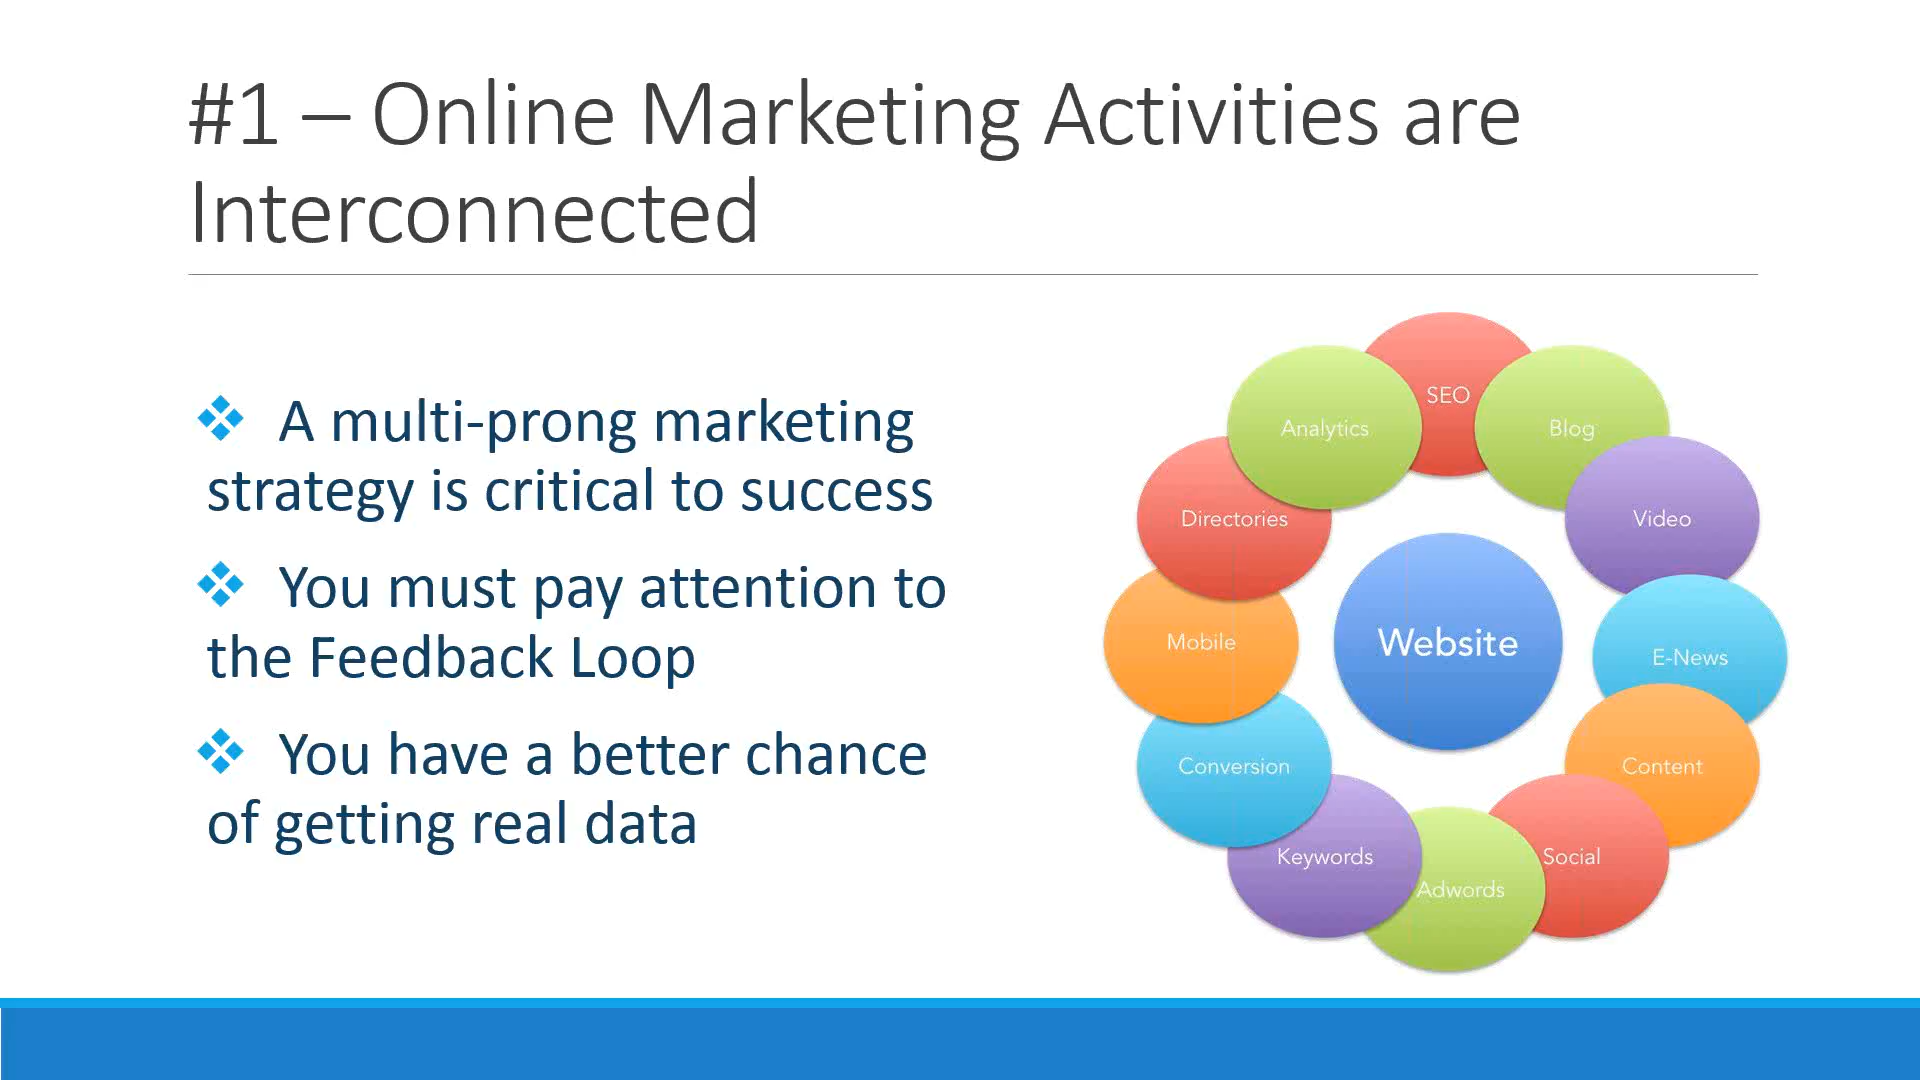 #1 – Online Marketing Activities are
Interconnected
A multi-prong marketing
strategy is critical to success
You must pay attention to
the Feedback Loop
You have a better chance
of getting real data
SEO
Analytics
Blog
Directories
Video
Mobile
Website
E-News
Conversion
Content
Keywords
Social
Adwords